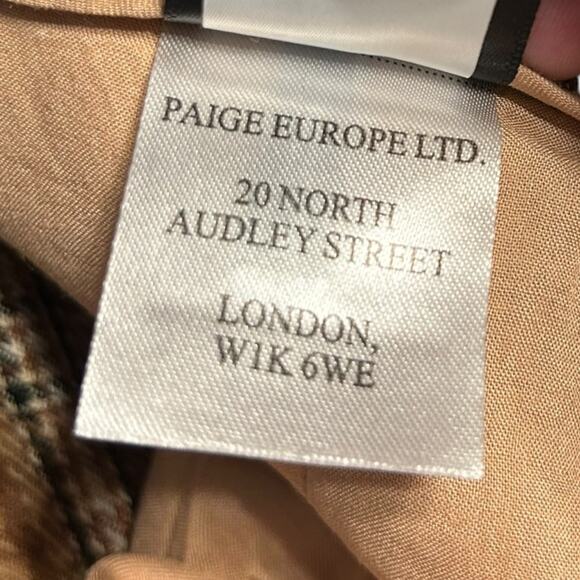 PAIGE EUROPE LTD.
20 NORTH
AUDLEY STREET
LONDON,
W1K 6WE